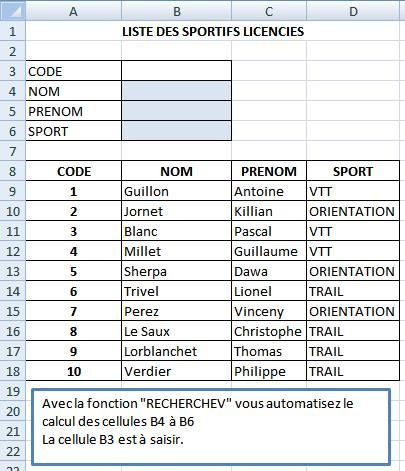 A B C D
1 LISTE DES SPORTIFS LICENCIES
2
3 CODE
4 NOM
5 PRENOM
6 SPORT
7
8 CODE NOM PRENOM SPORT
9 1 Guillon Antoine VTT
10 2 Jornet Killian ORIENTATION
11 3 Blanc Pascal VTT
12 4 Millet Guillaume VTT
13 5 Sherpa Dawa ORIENTATION
14 6 Trivel Lionel TRAIL
15 7 Perez Vinceny ORIENTATION
16 8 Le Saux Christophe TRAIL
17 9 Lorblanchet Thomas TRAIL
18 10 Verdier Philippe TRAIL
19
20
21
22
Avec la fonction "RECHERCHEV" vous automatisez le
calcul des cellules B4 à B6
La cellule B3 est à saisir.